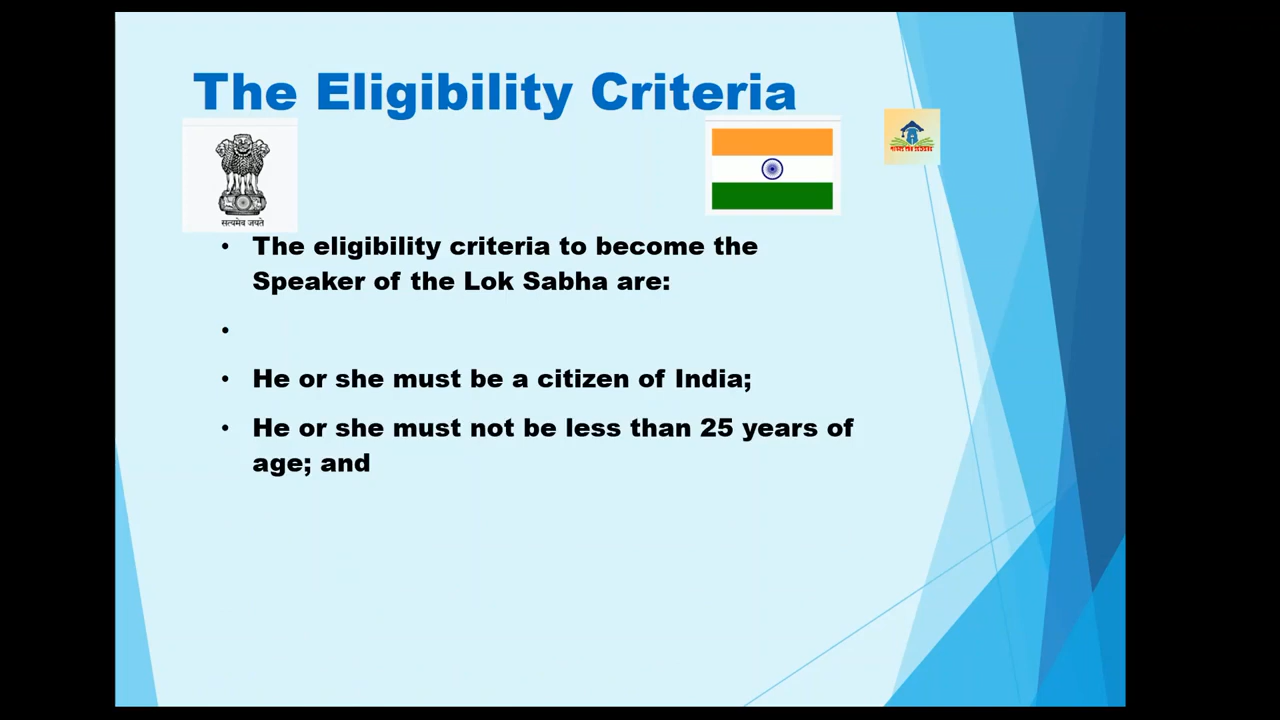 The Eligibility Criteria
सत्यमेव जयते
• The eligibility criteria to become the
Speaker of the Lok Sabha are:
•
• He or she must be a citizen of India;
• He or she must not be less than 25 years of
age; and